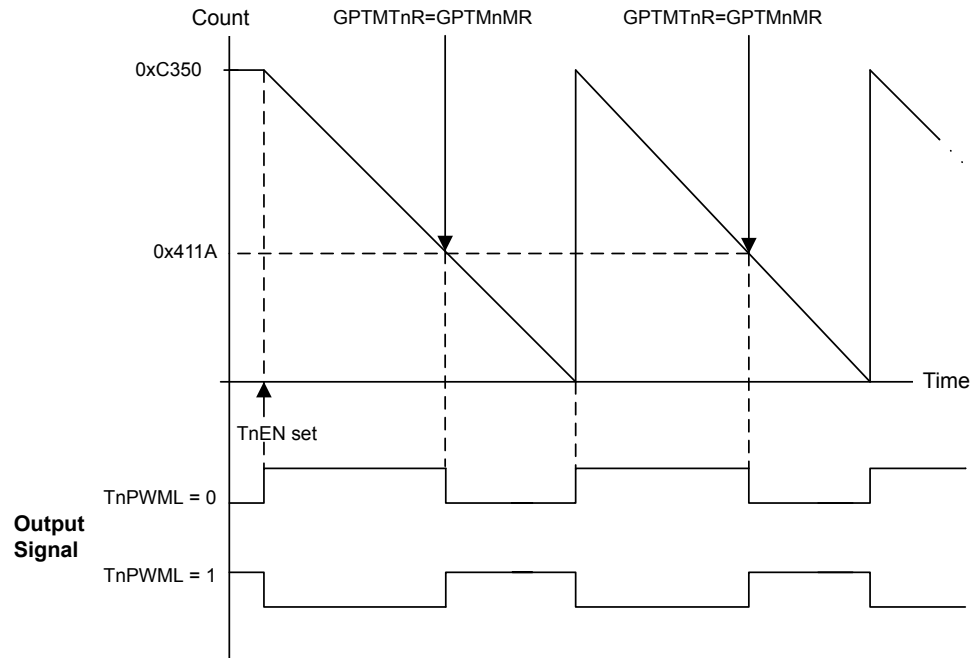 Count
GPTMTnR=GPTMnMR
GPTMTnR=GPTMnMR
0xC350
0x411A
Time
TnEN set
TnPWML = 0
Output
Signal
TnPWML = 1